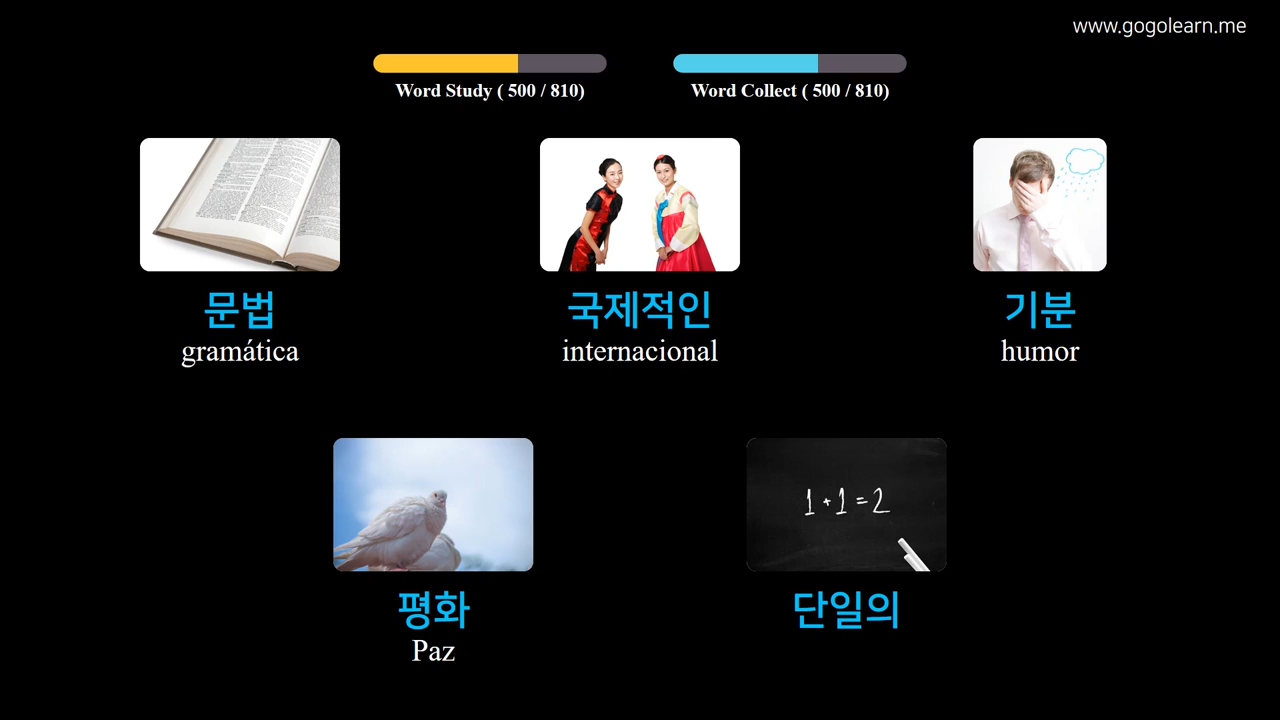 www.gogolearn.me
Word Study ( 500 / 810)
Word Collect ( 500 / 810)
문법
gramática
국제적인
internacional
기분
humor
1+1=2
평화
Paz
단일의